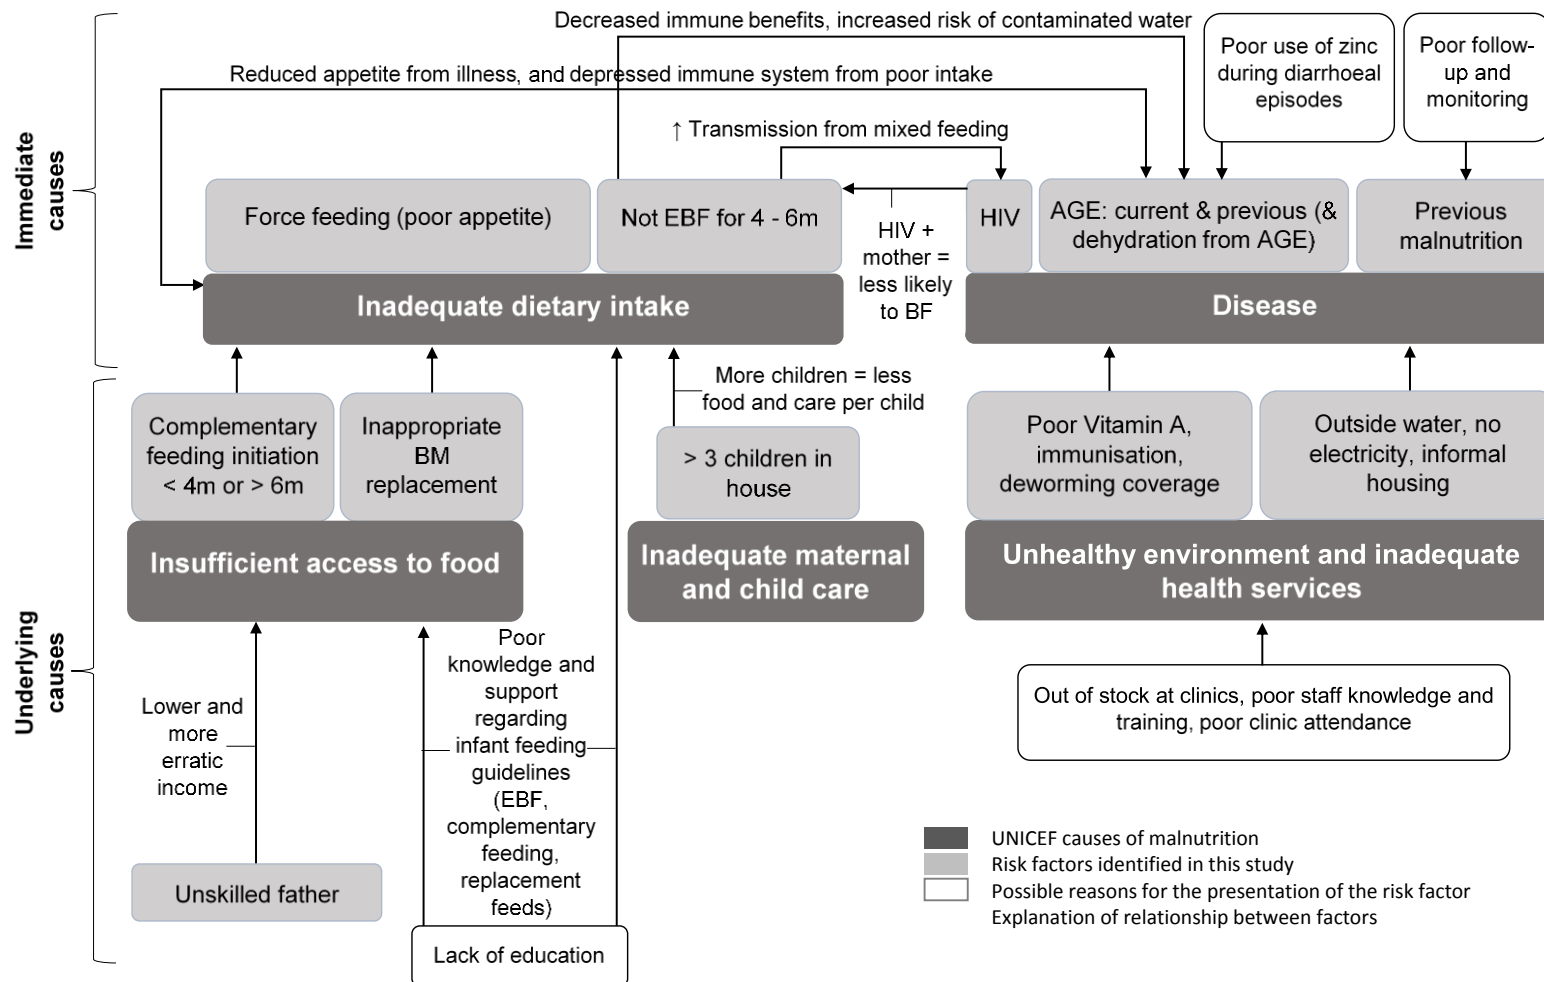 Decreased immune benefits, increased risk of contaminated water
Reduced appetite from illness, and depressed immune system from poor intake
↑ Transmission from mixed feeding
Poor use of zinc
during diarrhoeal
episodes
Poor follow-
up and
monitoring
Immediate
causes
Force feeding (poor appetite)
Not EBF for 4 - 6m
HIV +
mother =
less likely
to BF
HIV
AGE: current & previous (&
dehydration from AGE)
Previous
malnutrition
Inadequate dietary intake
Disease
Underlying
causes
Complementary
feeding initiation
< 4m or > 6m
Inappropriate
BM
replacement
More children = less
food and care per child
> 3 children in
house
Poor Vitamin A,
immunisation,
deworming coverage
Outside water, no
electricity, informal
housing
Insufficient access to food
Inadequate maternal
and child care
Unhealthy environment and inadequate
health services
Lower and
more
erratic
income
Poor
knowledge and
support
regarding
infant feeding
guidelines
(EBF,
complementary
feeding,
replacement
feeds)
Out of stock at clinics, poor staff knowledge and
training, poor clinic attendance
Unskilled father
Lack of education
UNICEF causes of malnutrition
Risk factors identified in this study
Possible reasons for the presentation of the risk factor
Explanation of relationship between factors